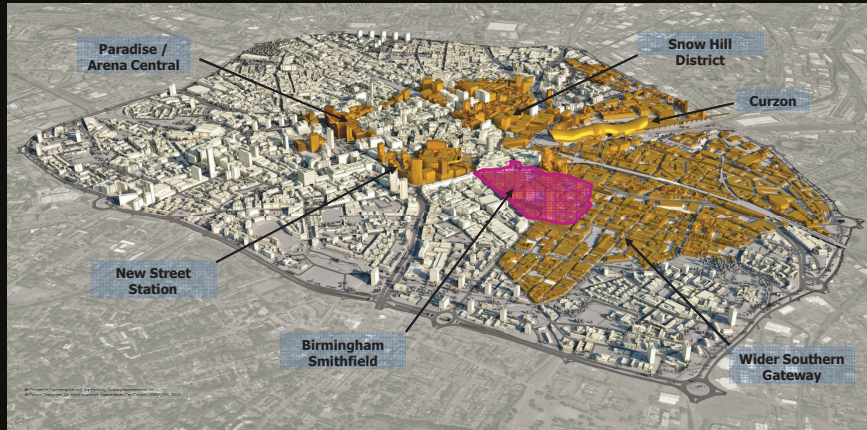 Paradise /
Arena Central
Snow Hill
District
Curzon
New Street
Station
Birmingham
Smithfield
Wider Southern
Gateway